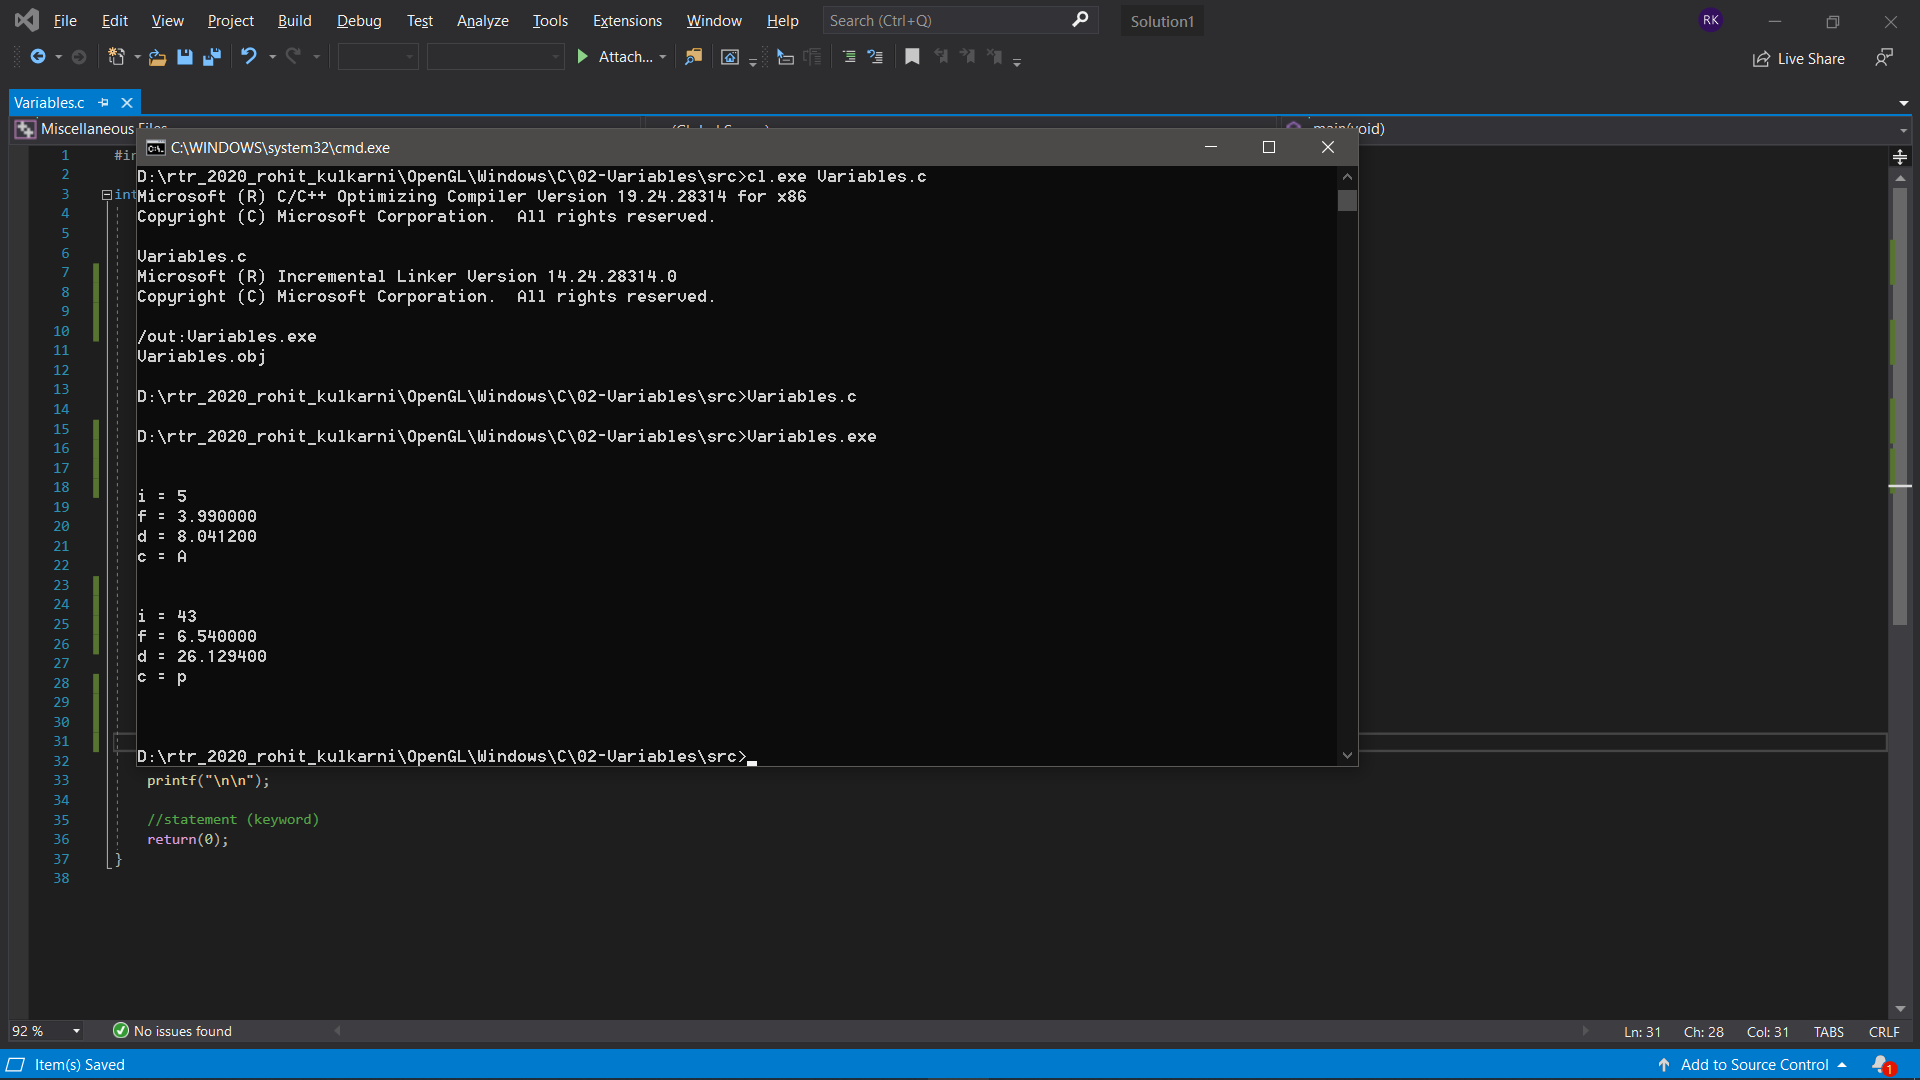 File Edit View Project Build Debug Test Analyze Tools Extensions Window Help Search (Ctrl+Q) Solution1 RK
Attach... Live Share
Variables.c
Miscellaneous Files main(void)
C:\WINDOWS\system32\cmd.exe
1 #in
2
3 int
4
5
6
7
8
9
10
11
12
13
14
15
16
17
18
19
20
21
22
23
24
25
26
27
28
29
30
31
32
D:\rtr_2020_rohit_kulkarni\OpenGL\Windows\C\02-Variables\src>cl.exe Variables.c
Microsoft (R) C/C++ Optimizing Compiler Version 19.24.28314 for x86
Copyright (C) Microsoft Corporation.  All rights reserved.
Variables.c
Microsoft (R) Incremental Linker Version 14.24.28314.0
Copyright (C) Microsoft Corporation.  All rights reserved.
/out:Variables.exe
Variables.obj
D:\rtr_2020_rohit_kulkarni\OpenGL\Windows\C\02-Variables\src>Variables.c
D:\rtr_2020_rohit_kulkarni\OpenGL\Windows\C\02-Variables\src>Variables.exe
i = 5
f = 3.990000
d = 8.041200
c = A
i = 43
f = 6.540000
d = 26.129400
c = p
D:\rtr_2020_rohit_kulkarni\OpenGL\Windows\C\02-Variables\src>
33 printf("\n\n");
34
35 //statement (keyword)
36 return(0);
37 }
38
92 % No issues found Ln: 31 Ch: 28 Col: 31 TABS CRLF
Item(s) Saved Add to Source Control 1